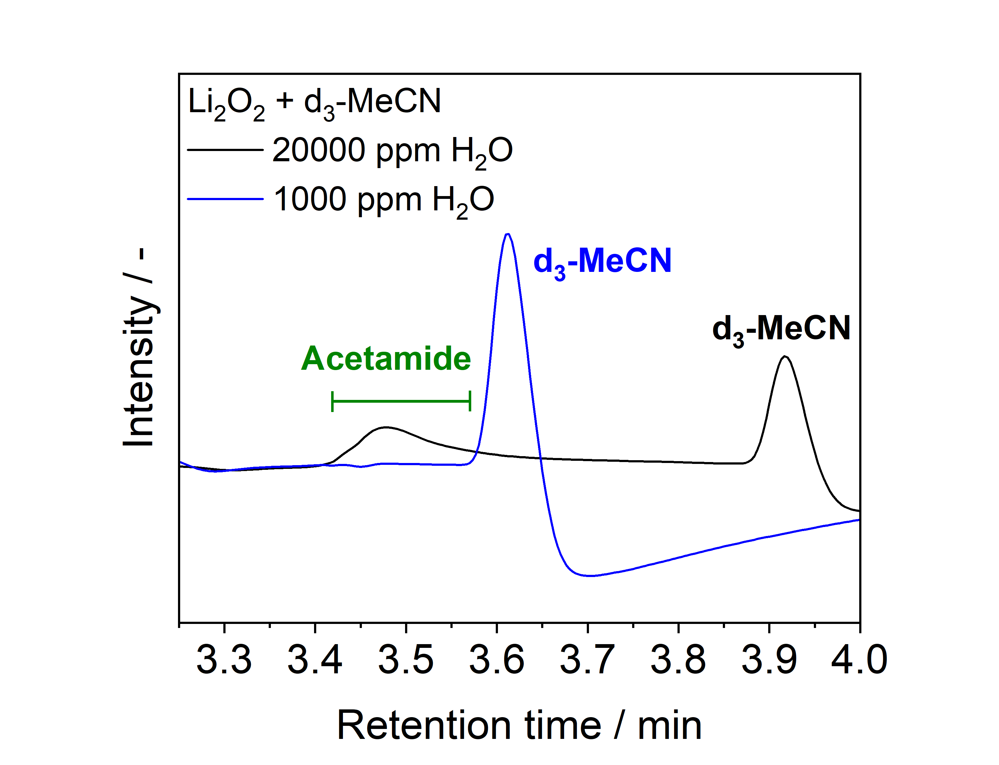 Li₂O₂ + d₃-MeCN
20000 ppm H₂O
1000 ppm H₂O
d₃-MeCN
d₃-MeCN
Acetamide
Intensity / -
3.3 3.4 3.5 3.6 3.7 3.8 3.9 4.0
Retention time / min